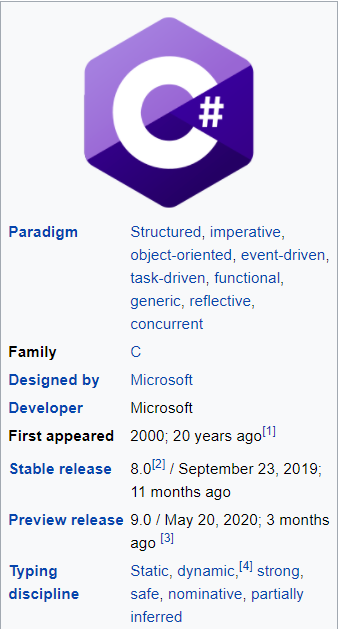 C#
Paradigm Structured, imperative,
object-oriented, event-driven,
task-driven, functional,
generic, reflective,
concurrent
Family C
Designed by Microsoft
Developer Microsoft
First appeared 2000; 20 years ago[1]
Stable release 8.0[2] / September 23, 2019;
11 months ago
Preview release 9.0 / May 20, 2020; 3 months
ago [3]
Typing Static, dynamic,[4] strong,
discipline safe, nominative, partially
inferred